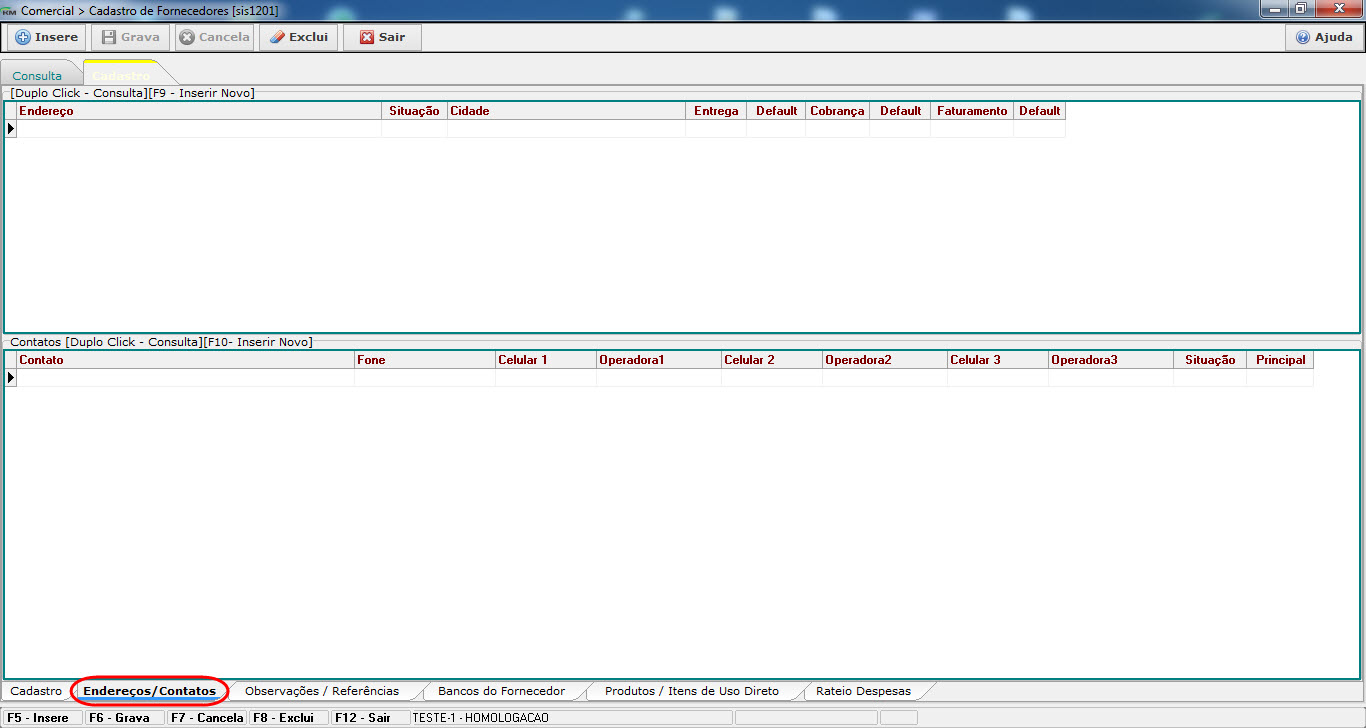 KM Comercial > Cadastro de Fornecedores [sis1201]
Insere Grava Cancela Exclui Sair Ajuda
Consulta Cadastro
[Duplo Click - Consulta][F9 - Inserir Novo]
Endereço Situação Cidade Entrega Default Cobrança Default Faturamento Default
Contatos [Duplo Click - Consulta][F10- Inserir Novo]
Contato Fone Celular 1 Operadora1 Celular 2 Operadora2 Celular 3 Operadora3 Situação Principal
Cadastro Endereços/Contatos Observações / Referências Bancos do Fornecedor Produtos / Itens de Uso Direto Rateio Despesas
F5 - Insere F6 - Grava F7 - Cancela F8 - Exclui F12 - Sair TESTE-1 - HOMOLOGACAO